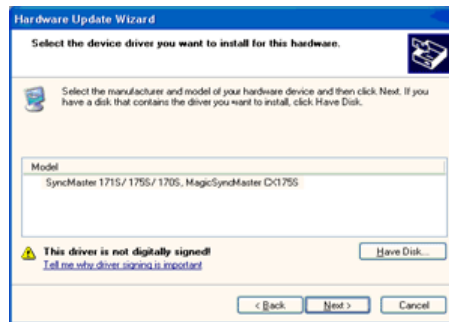 Hardware Update Wizard
Select the device driver you want to install for this hardware.
Select the manufacturer and model of your hardware device and then click Next. If you
have a disk that contains the driver you want to install, click Have Disk.
Model
SyncMaster 171S/ 175S/ 170S, MagicSyncMaster CX175S
This driver is not digitally signed!
Have Disk...
Tell me why driver signing is important
< Back
Next >
Cancel